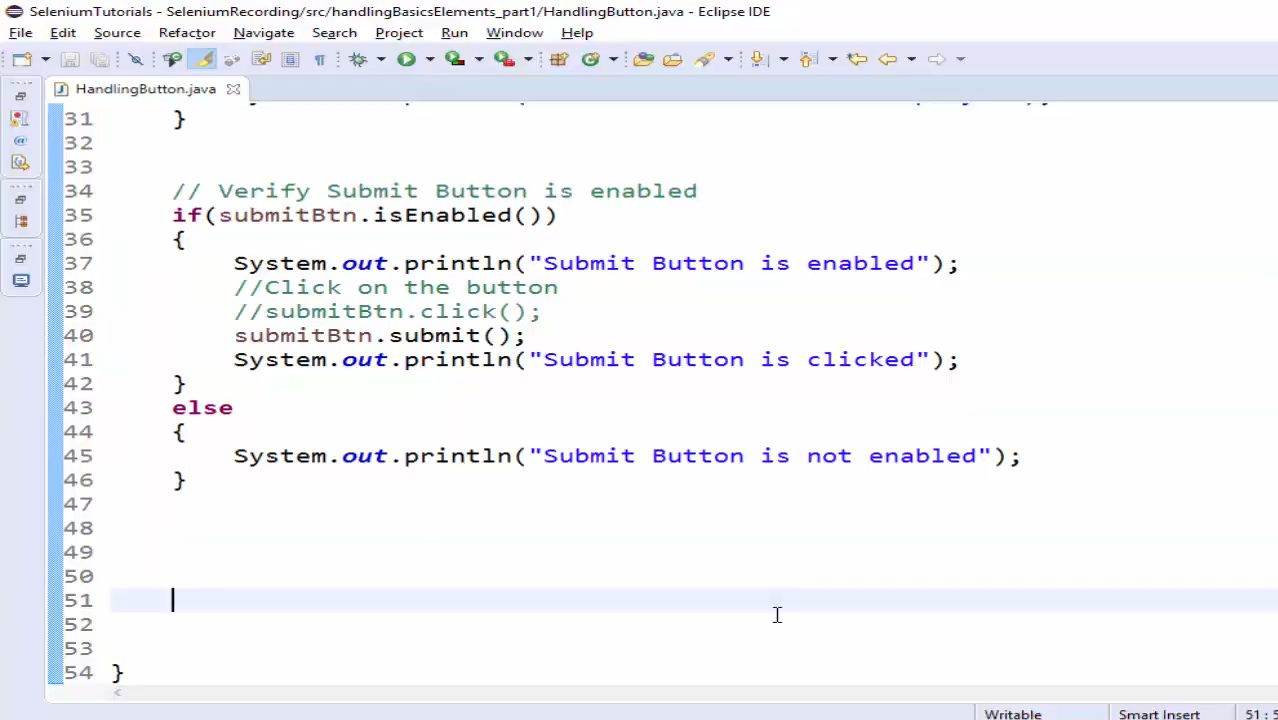 SeleniumTutorials - SeleniumRecording/src/handlingBasicsElements_part1/HandlingButton.java - Eclipse IDE
File Edit Source Refactor Navigate Search Project Run Window Help
HandlingButton.java
31 }
32
33
34 // Verify Submit Button is enabled
35 if(submitBtn.isEnabled())
36 {
37 System.out.println("Submit Button is enabled");
38 //Click on the button
39 //submitBtn.click();
40 submitBtn.submit();
41 System.out.println("Submit Button is clicked");
42 }
43 else
44 {
45 System.out.println("Submit Button is not enabled");
46 }
47
48
49
50
51
52
53
54 }
Writable Smart Insert 51 : 5